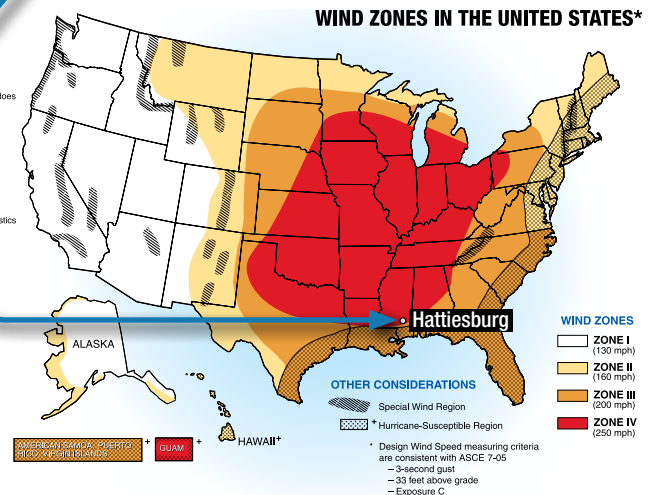 WIND ZONES IN THE UNITED STATES*
does
stics
Hattiesburg
ALASKA
HAWAII+
AMERICAN SAMOA, PUERTO
RICO, VIRGIN ISLANDS
+
GUAM
+
OTHER CONSIDERATIONS
Special Wind Region
+ Hurricane-Susceptible Region
* Design Wind Speed measuring criteria
are consistent with ASCE 7-05
– 3-second gust
– 33 feet above grade
– Exposure C
WIND ZONES
ZONE I
(130 mph)
ZONE II
(160 mph)
ZONE III
(200 mph)
ZONE IV
(250 mph)